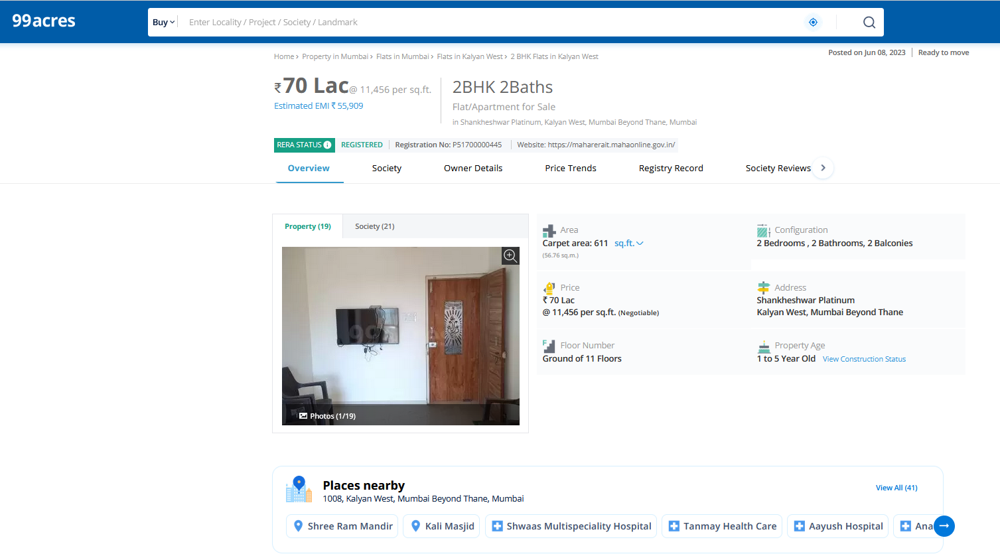 99acres
Buy
Enter Locality / Project / Society / Landmark
Home › Property in Mumbai › Flats in Mumbai › Flats in Kalyan West › 2 BHK Flats in Kalyan West
Posted on Jun 08, 2023 | Ready to move
₹70 Lac @ 11,456 per sq.ft.
Estimated EMI ₹ 55,909
2BHK 2Baths
Flat/Apartment for Sale
in Shankheshwar Platinum, Kalyan West, Mumbai Beyond Thane, Mumbai
RERA STATUS REGISTERED Registration No: P51700000445 Website: https://maharerait.mahaonline.gov.in/
Overview Society Owner Details Price Trends Registry Record Society Reviews
Property (19) Society (21)
99
Photos (1/19)
Area
Carpet area: 611 sq.ft.
(56.76 sq.m.)
Configuration
2 Bedrooms , 2 Bathrooms, 2 Balconies
Price
₹ 70 Lac
@ 11,456 per sq.ft. (Negotiable)
Address
Shankheshwar Platinum
Kalyan West, Mumbai Beyond Thane
Floor Number
Ground of 11 Floors
Property Age
1 to 5 Year Old View Construction Status
Places nearby
1008, Kalyan West, Mumbai Beyond Thane, Mumbai
View All (41)
Shree Ram Mandir Kali Masjid Shwaas Multispeciality Hospital Tanmay Health Care Aayush Hospital Ana